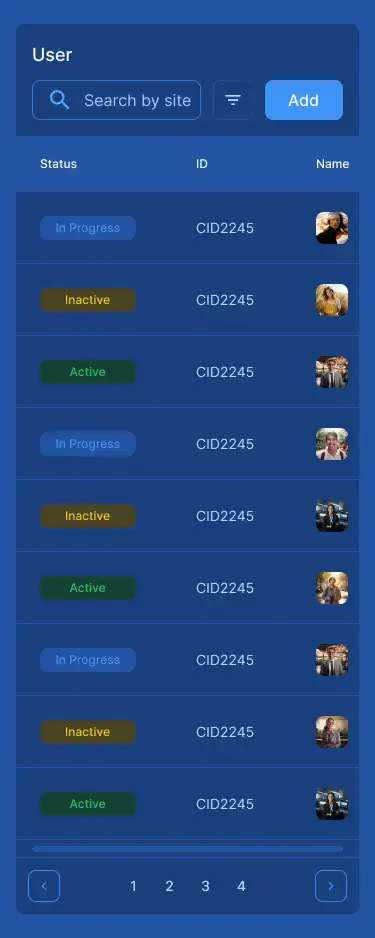 User
Search by site
Add
Status ID Name
In Progress CID2245
Inactive CID2245
Active CID2245
In Progress CID2245
Inactive CID2245
Active CID2245
In Progress CID2245
Inactive CID2245
Active CID2245
1 2 3 4